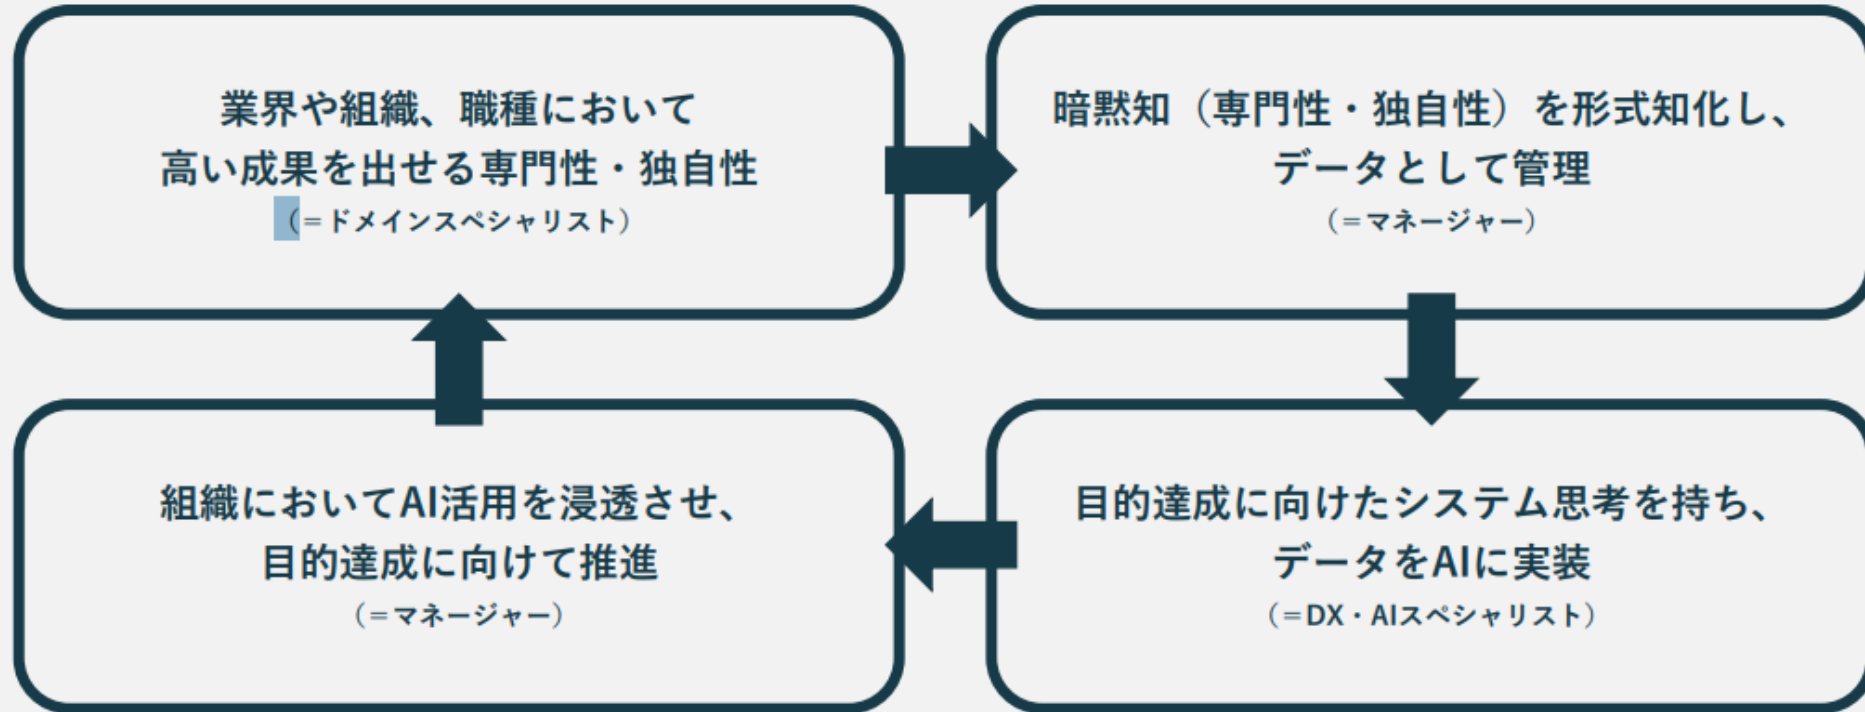 業界や組織、職種において
高い成果を出せる専門性・独自性
（＝ドメインスペシャリスト）
暗黙知（専門性・独自性）を形式知化し、
データとして管理
（＝マネージャー）
組織においてAI活用を浸透させ、
目的達成に向けて推進
（＝マネージャー）
目的達成に向けたシステム思考を持ち、
データをAIに実装
（＝DX・AIスペシャリスト）